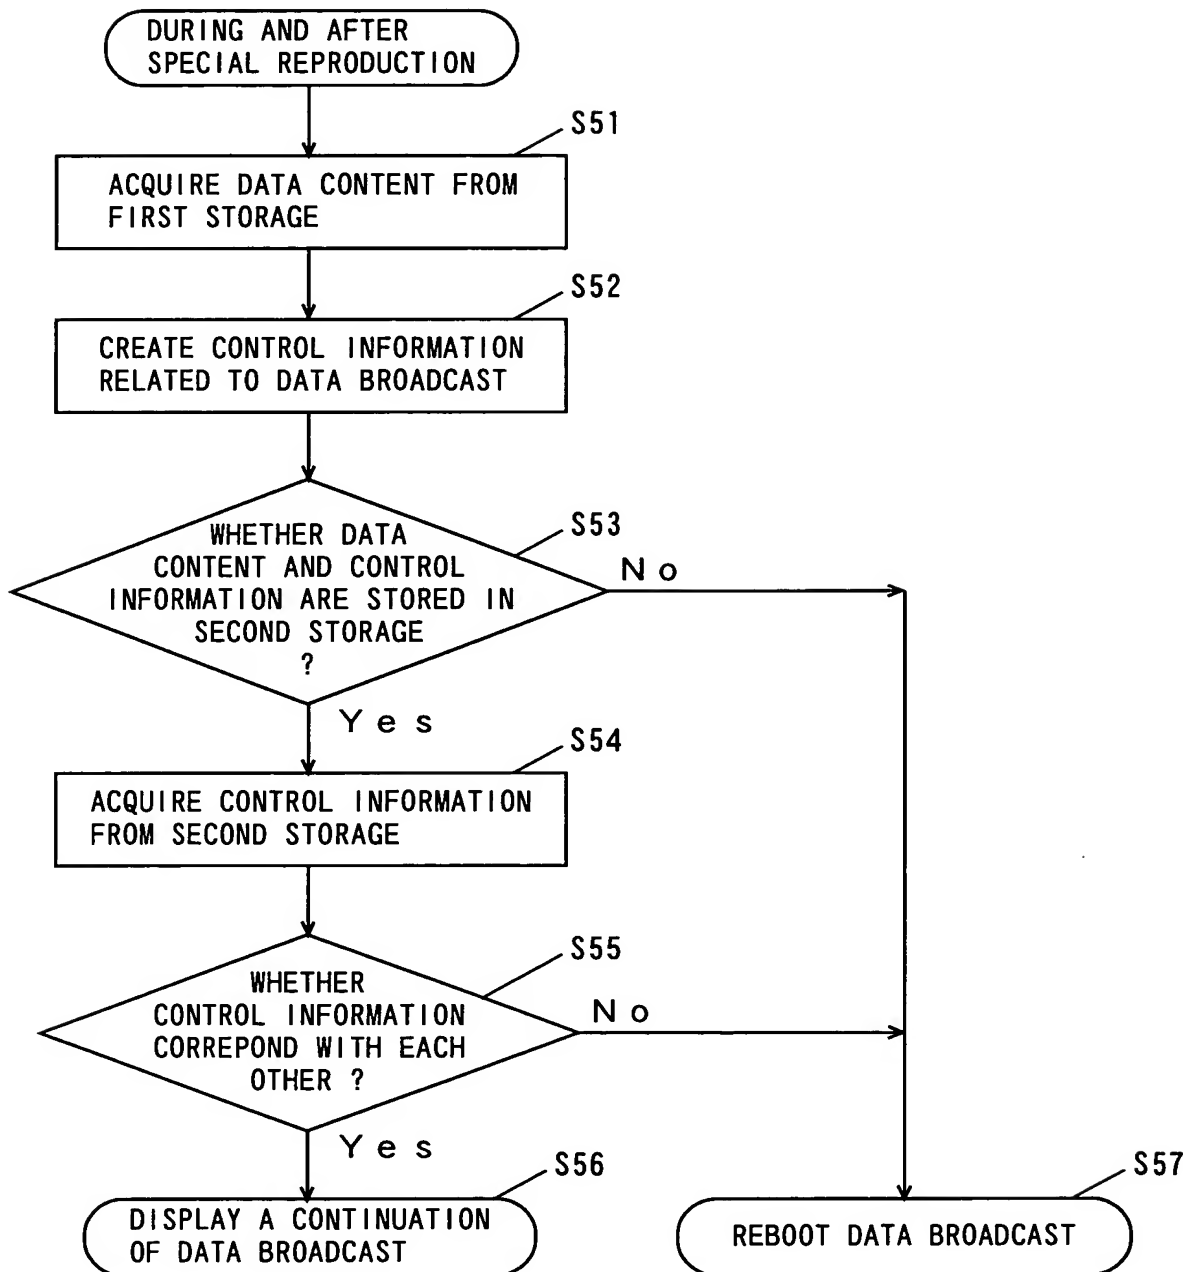 DURING AND AFTER
SPECIAL REPRODUCTION
S51
ACQUIRE DATA CONTENT FROM
FIRST STORAGE
S52
CREATE CONTROL INFORMATION
RELATED TO DATA BROADCAST
S53
WHETHER DATA
CONTENT AND CONTROL
INFORMATION ARE STORED IN
SECOND STORAGE
?
No
Yes
S54
ACQUIRE CONTROL INFORMATION
FROM SECOND STORAGE
S55
WHETHER
CONTROL INFORMATION
CORREPOND WITH EACH
OTHER ?
No
Yes
S56
DISPLAY A CONTINUATION
OF DATA BROADCAST
S57
REBOOT DATA BROADCAST